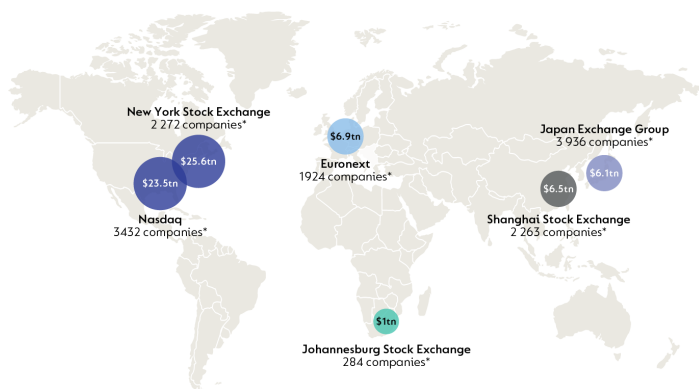 New York Stock Exchange
2 272 companies*
$25.6tn
$23.5tn
Nasdaq
3432 companies*
$6.9tn
Euronext
1924 companies*
Japan Exchange Group
3 936 companies*
$6.1tn
$6.5tn
Shanghai Stock Exchange
2 263 companies*
$1tn
Johannesburg Stock Exchange
284 companies*